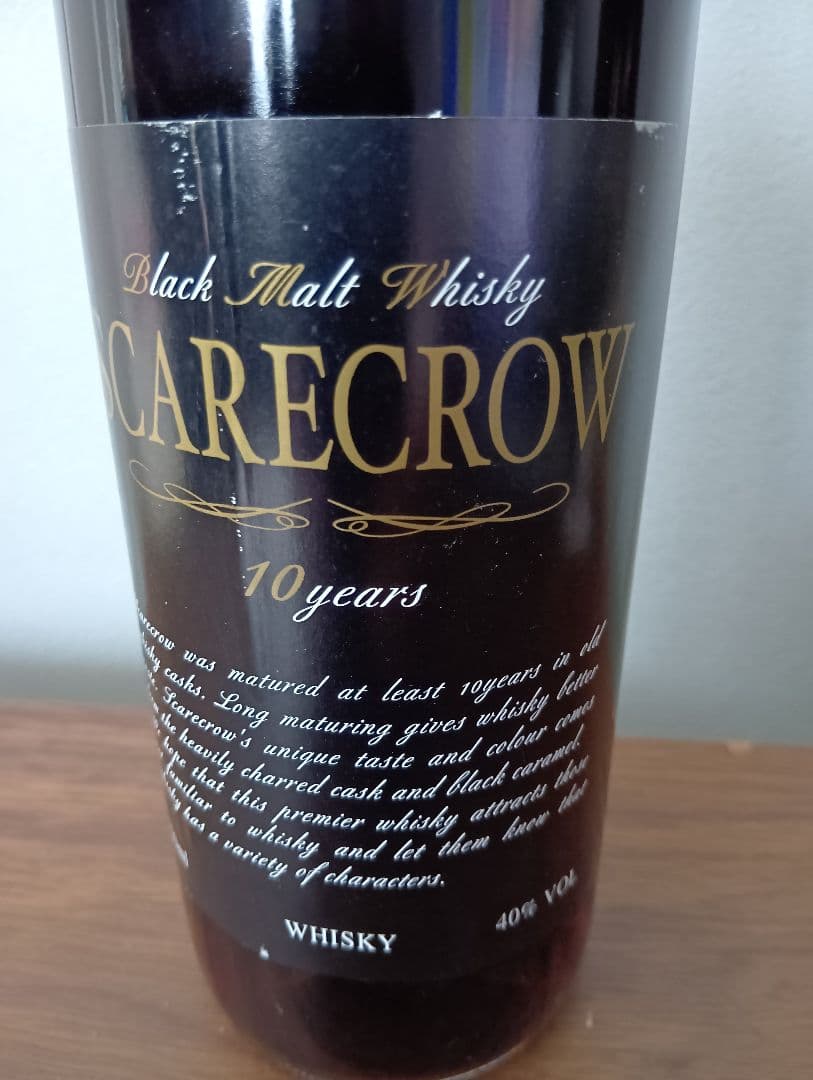 Black Malt Whisky
SCARECROW
10 years
was matured at least 10years in old
casks. Long maturing gives whisky better
Scarecrow's unique taste and colour comes
the heavily charred cask and black caramel.
hope that this premier whisky attracts those
to whisky and let them know that
has a variety of characters.
40% VOL
WHISKY